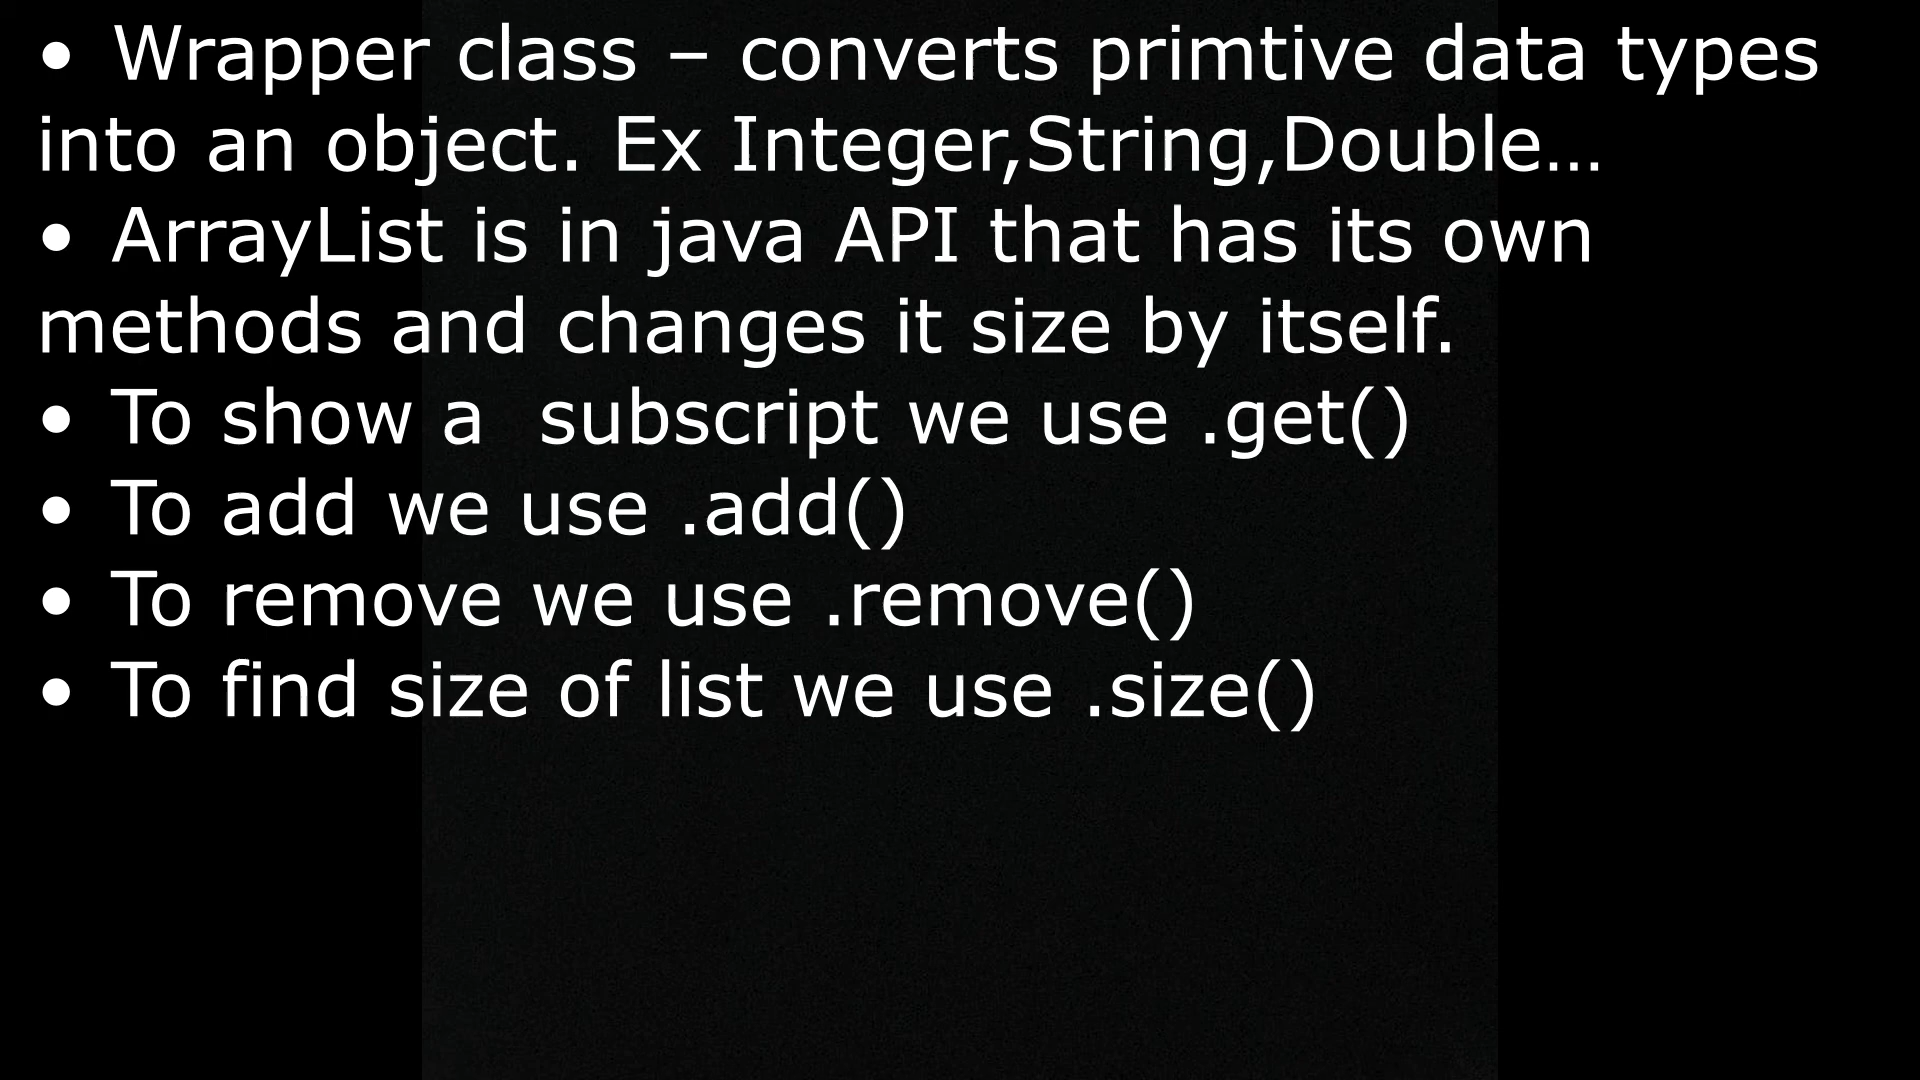 • Wrapper class – converts primtive data types
into an object. Ex Integer,String,Double…
• ArrayList is in java API that has its own
methods and changes it size by itself.
• To show a  subscript we use .get()
• To add we use .add()
• To remove we use .remove()
• To find size of list we use .size()